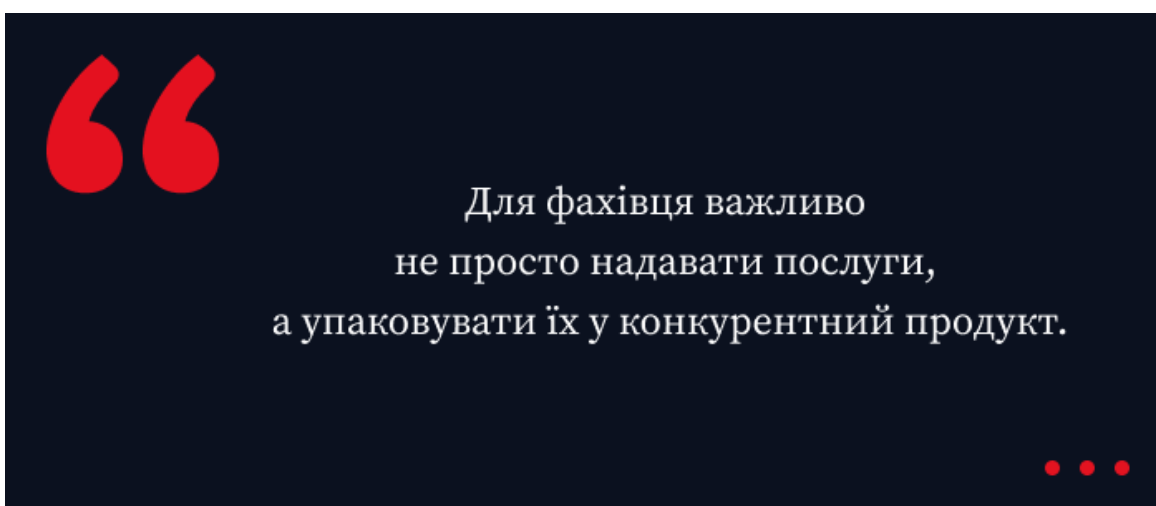 Для фахівця важливо
не просто надавати послуги,
а упаковувати їх у конкурентний продукт.